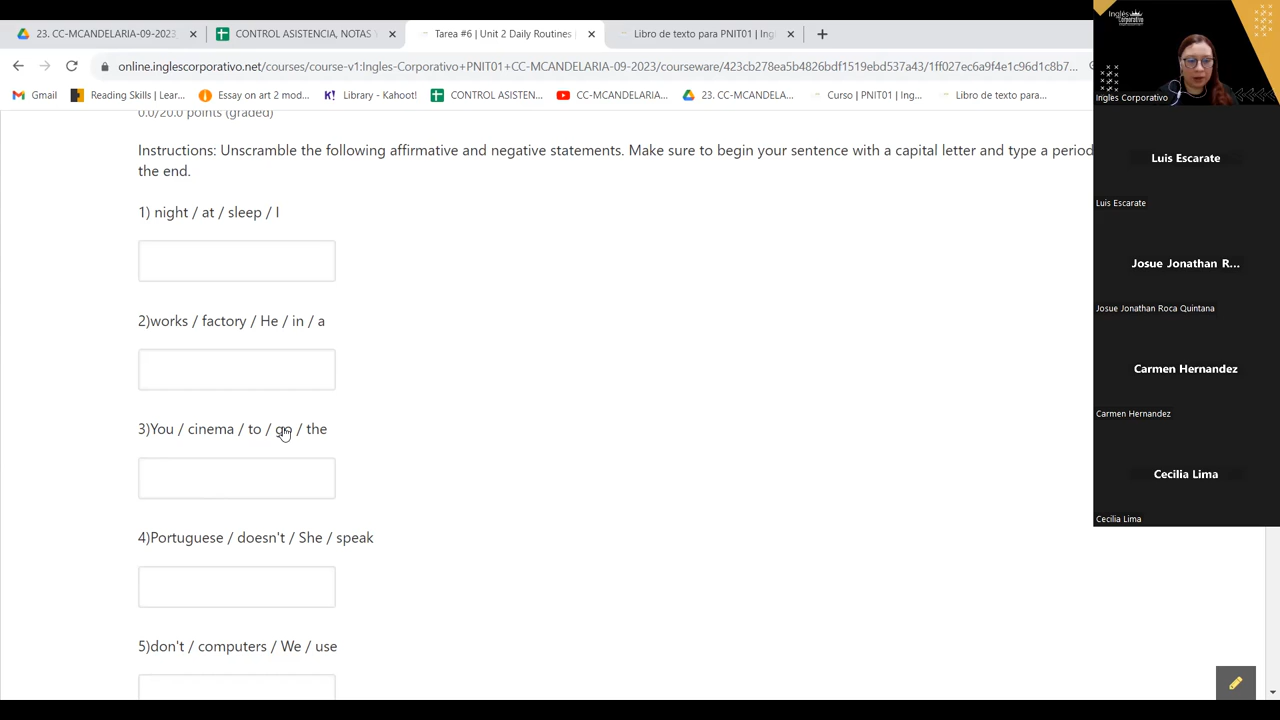 23. CC-MCANDELARIA-09-2023
CONTROL ASISTENCIA, NOTAS
Tarea #6 | Unit 2 Daily Routines
Libro de texto para PNIT01 | Ing
online.inglescorporativo.net/courses/course-v1:Ingles-Corporativo+PNIT01+CC-MCANDELARIA-09-2023/courseware/423cb278a5b4826bdf1519ebd537a43/1ff027ec6a9f4e1c96d1c8b7...
Gmail
Reading Skills | Lear...
Essay on art 2 mod...
Library - Kahoot!
CONTROLASISTEN...
CC-MCANDELARIA-...
23. CC-MCANDELA...
Curso | PNIT01 | Ing...
Libro de texto para...
0.0/20.0 points (graded)
Instructions: Unscramble the following affirmative and negative statements. Make sure to begin your sentence with a capital letter and type a period
the end.
1) night / at / sleep / I
2)works / factory / He / in / a
3)You / cinema / to / go / the
4)Portuguese / doesn't / She / speak
5)don't / computers / We / use
Inglés
Corporativo
Ingles Corporativo
Luis Escarate
Luis Escarate
Josue Jonathan R...
Josue Jonathan Roca Quintana
Carmen Hernandez
Carmen Hernandez
Cecilia Lima
Cecilia Lima